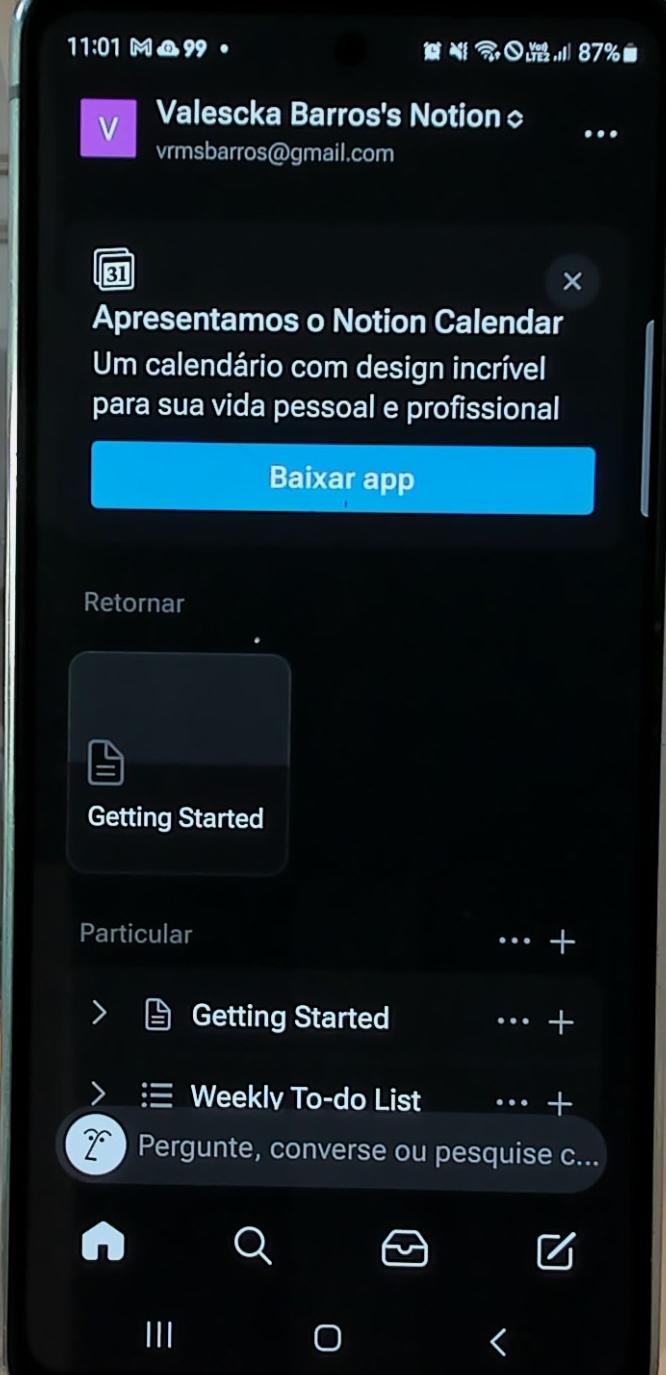 11:01 99 87%
V
Valescka Barros's Notion
vrmsbarros@gmail.com
31
Apresentamos o Notion Calendar
Um calendário com design incrível
para sua vida pessoal e profissional
Baixar app
Retornar
Getting Started
Particular
Getting Started
Weekly To-do List
Pergunte, converse ou pesquise c...